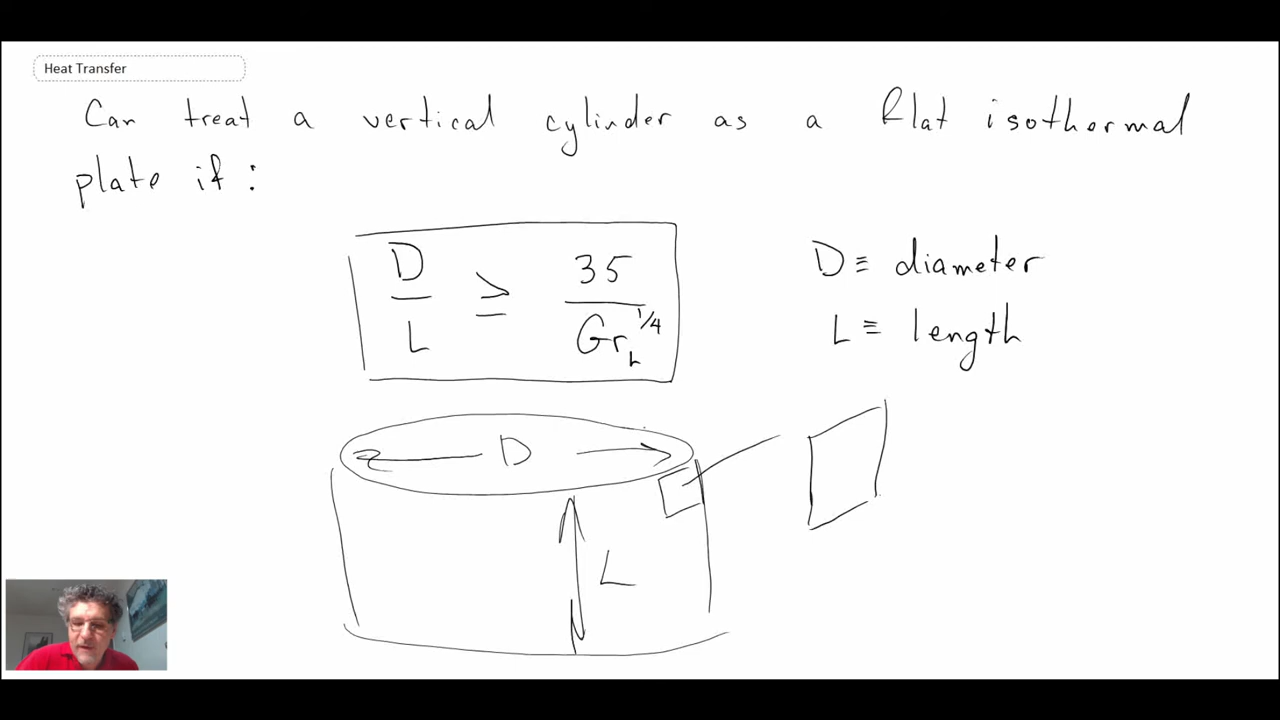 Heat Transfer
Can treat a vertical cylinder as a flat isothermal
plate if:
D/L ≥ 35/Gr_L^1/4
D ≡ diameter
L ≡ length
D
L